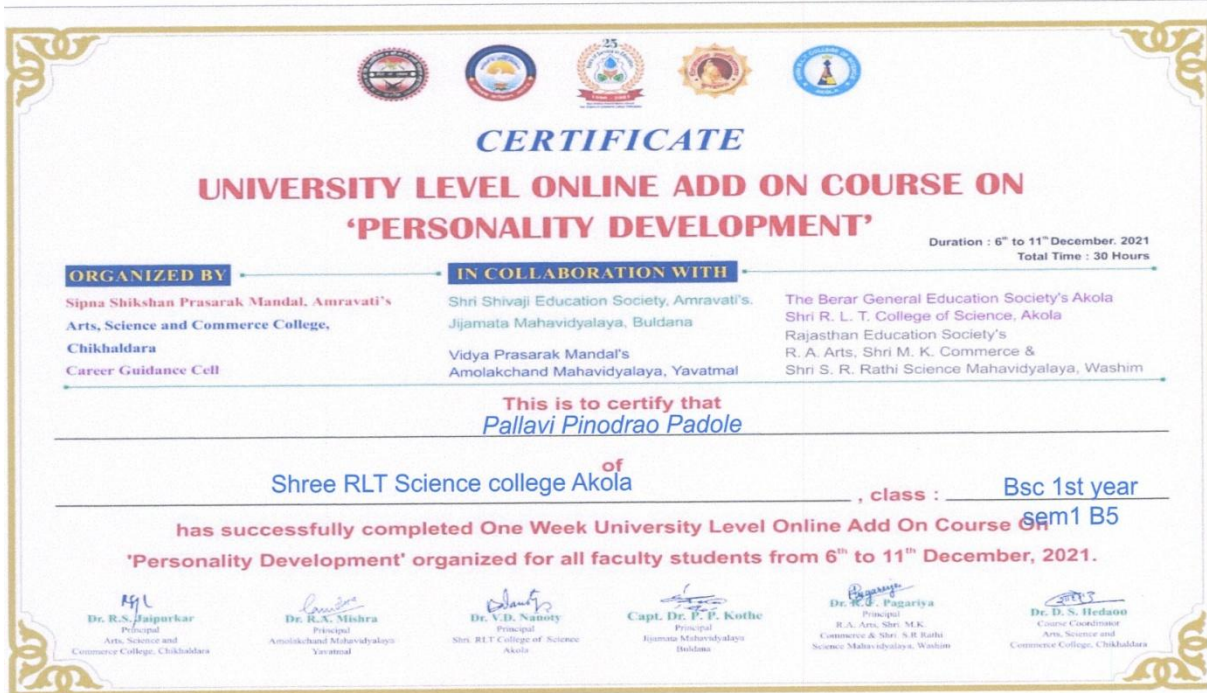 25
1996 - 2021
SHRI R.L.T. COLLEGE OF SCIENCE
AKOLA
CERTIFICATE
UNIVERSITY LEVEL ONLINE ADD ON COURSE ON
‘PERSONALITY DEVELOPMENT’
Duration : 6th to 11th December. 2021
Total Time : 30 Hours
ORGANIZED BY
Sipna Shikshan Prasarak Mandal, Amravati's
Arts, Science and Commerce College,
Chikhaldara
Career Guidance Cell
IN COLLABORATION WITH
Shri Shivaji Education Society, Amravati's.
Jijamata Mahavidyalaya, Buldana
Vidya Prasarak Mandal's
Amolakchand Mahavidyalaya, Yavatmal
The Berar General Education Society's Akola
Shri R. L. T. College of Science, Akola
Rajasthan Education Society's
R. A. Arts, Shri M. K. Commerce &
Shri S. R. Rathi Science Mahavidyalaya, Washim
This is to certify that
Pallavi Pinodrao Padole
of
Shree RLT Science college Akola , class : Bsc 1st year
sem1 B5
has successfully completed One Week University Level Online Add On Course On
'Personality Development' organized for all faculty students from 6th to 11th December, 2021.
Dr. R.S. Jaipurkar
Principal
Arts, Science and
Commerce College, Chikhaldara
Dr. R.A. Mishra
Principal
Amolakchand Mahavidyalaya
Yavatmal
Dr. V.D. Nanoty
Principal
Shri. RLT College of Science
Akola
Capt. Dr. P. P. Kothe
Principal
Jijamata Mahavidyalaya
Buldana
Dr. Pagariya
Principal
R.A. Arts, Shri. M.K.
Commerce & Shri. S.R Rathi
Science Mahavidyalaya, Washim
Dr. D. S. Hedaoo
Course Coordinator
Arts, Science and
Commerce College, Chikhaldara